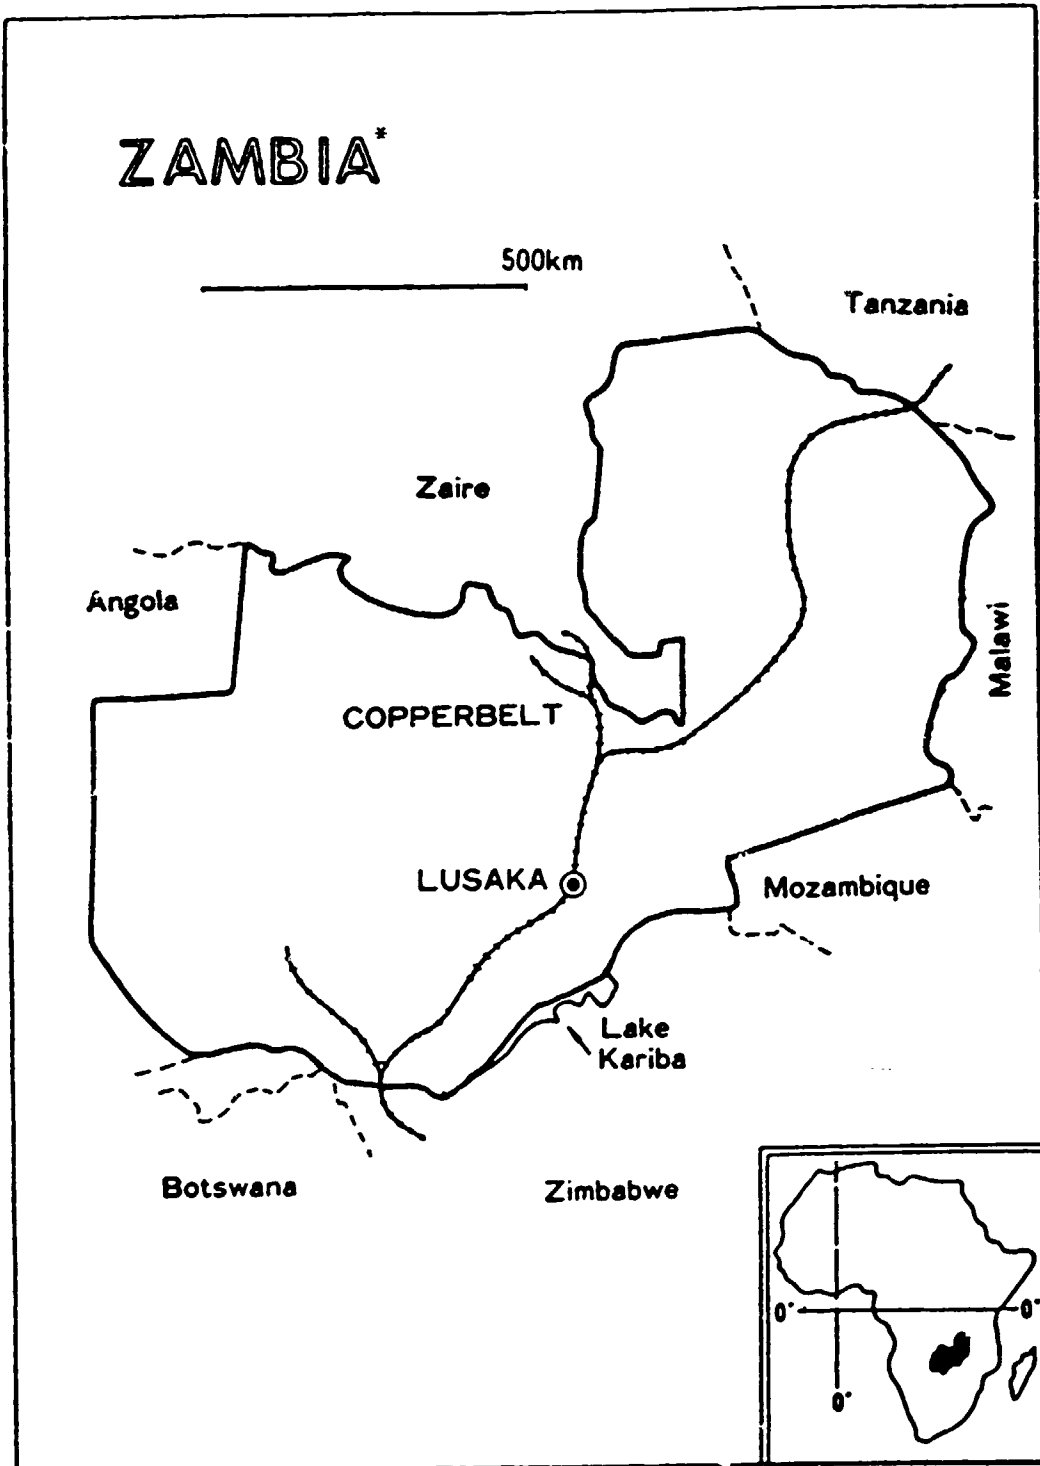 ZAMBIA*
500km
Tanzania
Zaire
Angola
Malawi
COPPERBELT
LUSAKA
Mozambique
Lake
Kariba
Botswana
Zimbabwe
0°
0°
0°